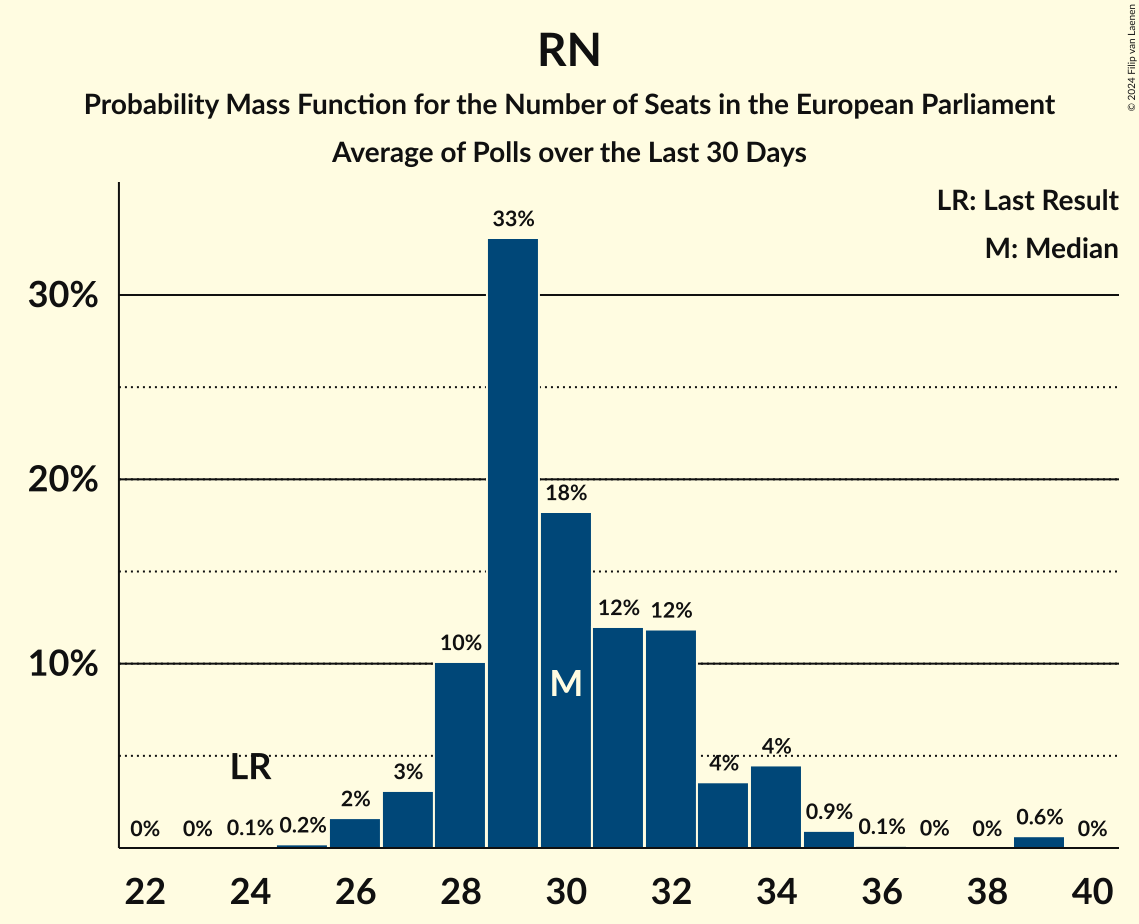 RN
Probability Mass Function for the Number of Seats in the European Parliament
Average of Polls over the Last 30 Days
© 2024 Filip van Laenen
LR: Last Result
M: Median
33%
30%
20%
18%
12% 12%
10%
10%
M
LR
4%
4%
3%
2%
0% 0% 0.1% 0.2% 0.9% 0.1% 0% 0% 0.6% 0%
22 24 26 28 30 32 34 36 38 40